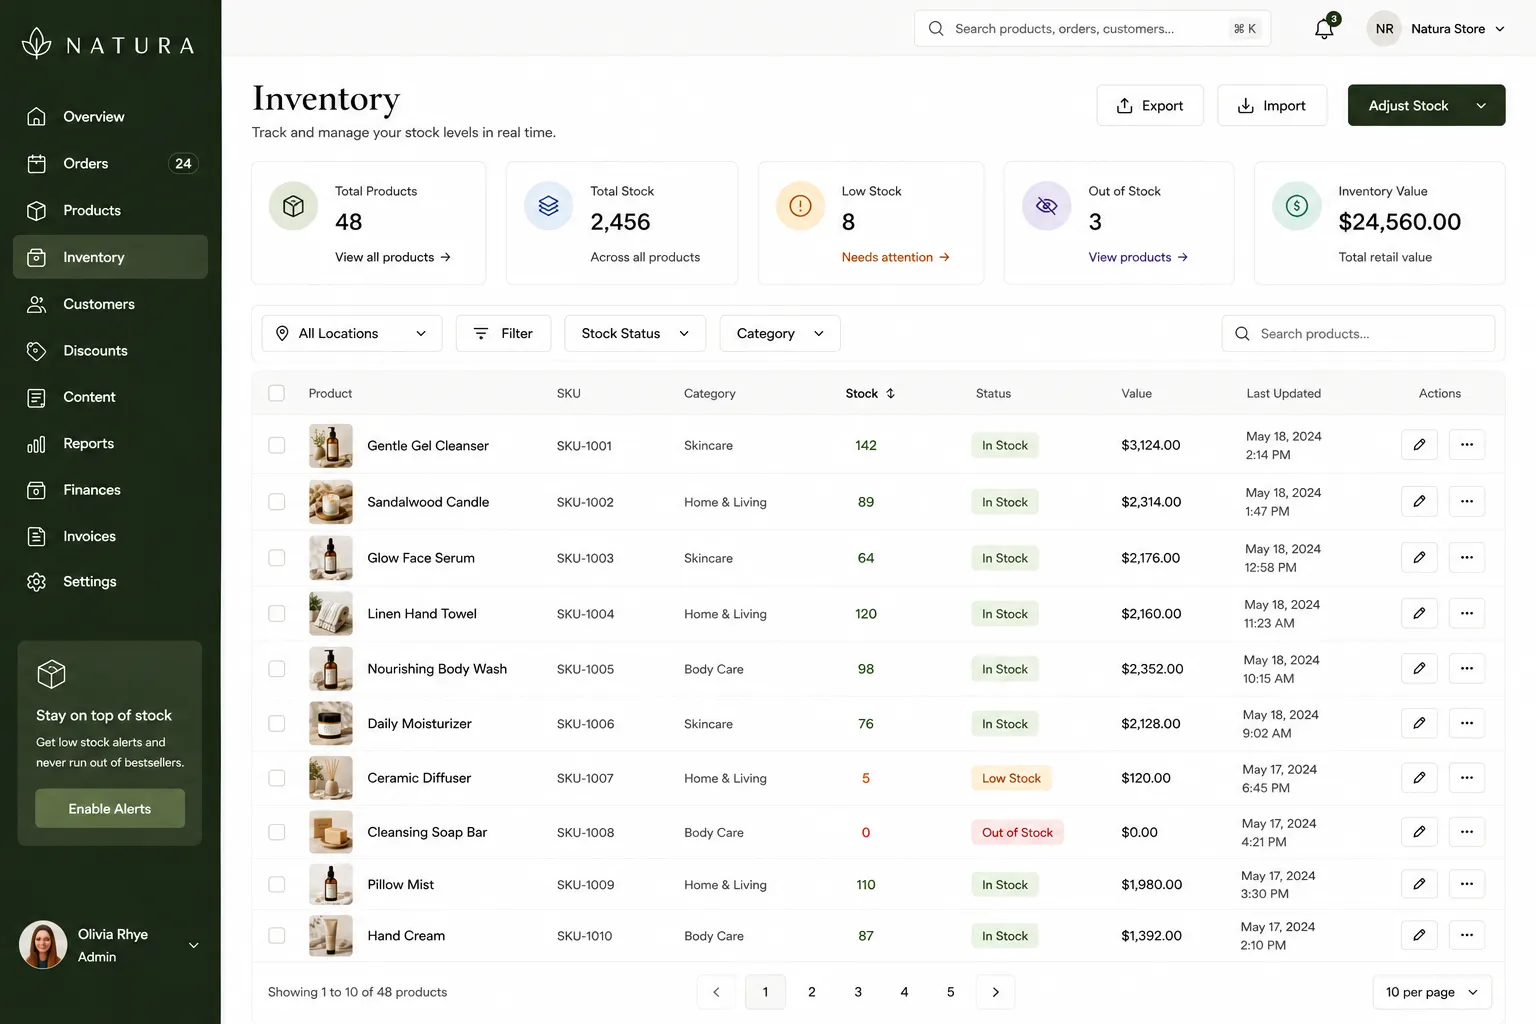 NATURA
Search products, orders, customers...
⌘ K
3
NR
Natura Store
Overview
Orders
24
Products
Inventory
Customers
Discounts
Content
Reports
Finances
Invoices
Settings
Stay on top of stock
Get low stock alerts and
never run out of bestsellers.
Enable Alerts
Olivia Rhye
Admin
Inventory
Track and manage your stock levels in real time.
Export
Import
Adjust Stock
Total Products
48
View all products →
Total Stock
2,456
Across all products
Low Stock
8
Needs attention →
Out of Stock
3
View products →
Inventory Value
$24,560.00
Total retail value
All Locations
Filter
Stock Status
Category
Search products...
Product SKU Category Stock Status Value Last Updated Actions
Gentle Gel Cleanser SKU-1001 Skincare 142 In Stock $3,124.00 May 18, 2024
2:14 PM
Sandalwood Candle SKU-1002 Home & Living 89 In Stock $2,314.00 May 18, 2024
1:47 PM
Glow Face Serum SKU-1003 Skincare 64 In Stock $2,176.00 May 18, 2024
12:58 PM
Linen Hand Towel SKU-1004 Home & Living 120 In Stock $2,160.00 May 18, 2024
11:23 AM
Nourishing Body Wash SKU-1005 Body Care 98 In Stock $2,352.00 May 18, 2024
10:15 AM
Daily Moisturizer SKU-1006 Skincare 76 In Stock $2,128.00 May 18, 2024
9:02 AM
Ceramic Diffuser SKU-1007 Home & Living 5 Low Stock $120.00 May 17, 2024
6:45 PM
Cleansing Soap Bar SKU-1008 Body Care 0 Out of Stock $0.00 May 17, 2024
4:21 PM
Pillow Mist SKU-1009 Home & Living 110 In Stock $1,980.00 May 17, 2024
3:30 PM
Hand Cream SKU-1010 Body Care 87 In Stock $1,392.00 May 17, 2024
2:10 PM
Showing 1 to 10 of 48 products
1 2 3 4 5
10 per page